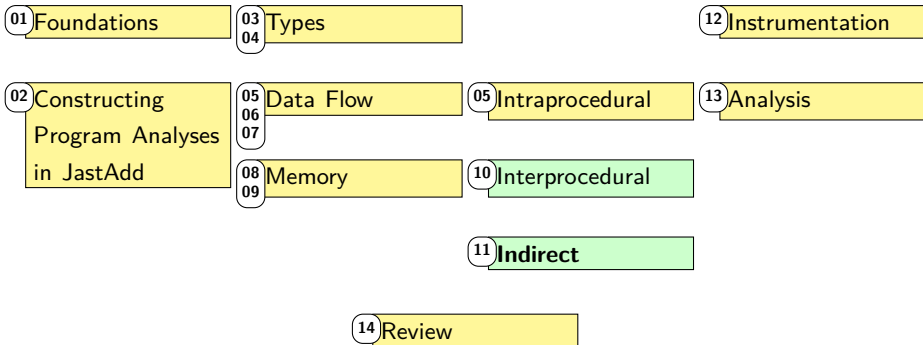 01 Foundations
03 Types
04
12 Instrumentation
02 Constructing
Program Analyses
in JastAdd
05 Data Flow
06
07
05 Intraprocedural
13 Analysis
08 Memory
09
10 Interprocedural
11 Indirect
14 Review